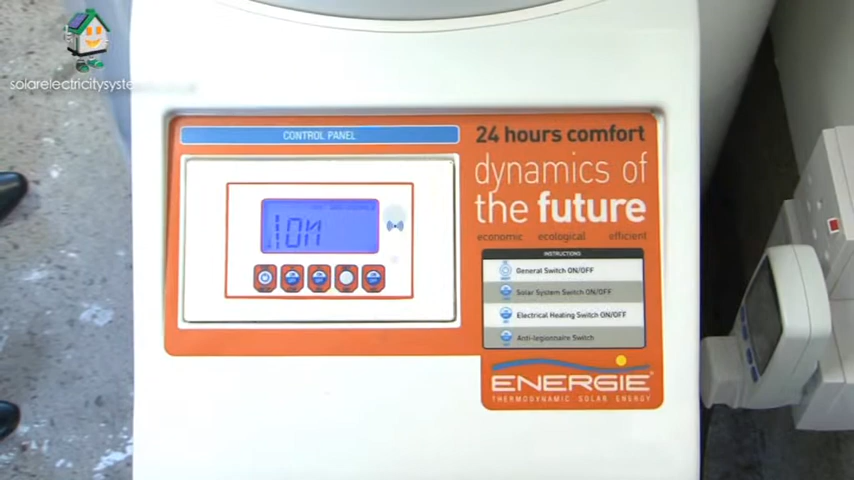 solarelectricitysyste
CONTROL PANEL
24 hours comfort
dynamics of
the future
economic ecological efficient
INSTRUCTIONS
General Switch ON/OFF
Solar System Switch ON/OFF
Electrical Heating Switch ON/OFF
Anti-legionnaire Switch
ENERGIE
THERMODYNAMIC SOLAR ENERGY